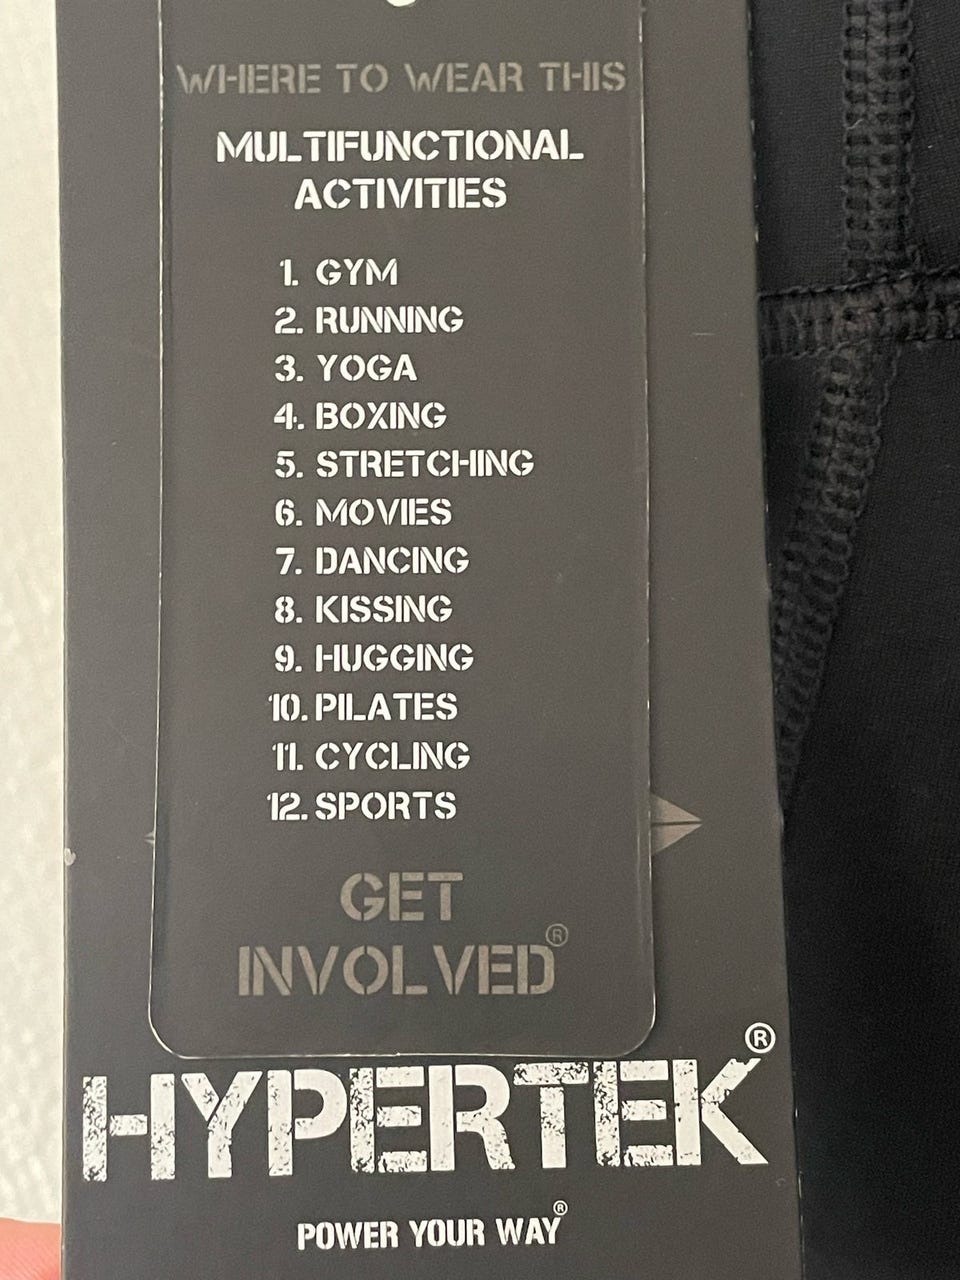 WHERE TO WEAR THIS
MULTIFUNCTIONAL
ACTIVITIES
1. GYM
2. RUNNING
3. YOGA
4. BOXING
5. STRETCHING
6. MOVIES
7. DANCING
8. KISSING
9. HUGGING
10. PILATES
11. CYCLING
12. SPORTS
GET
INVOLVED®
HYPERTEK®
POWER YOUR WAY®